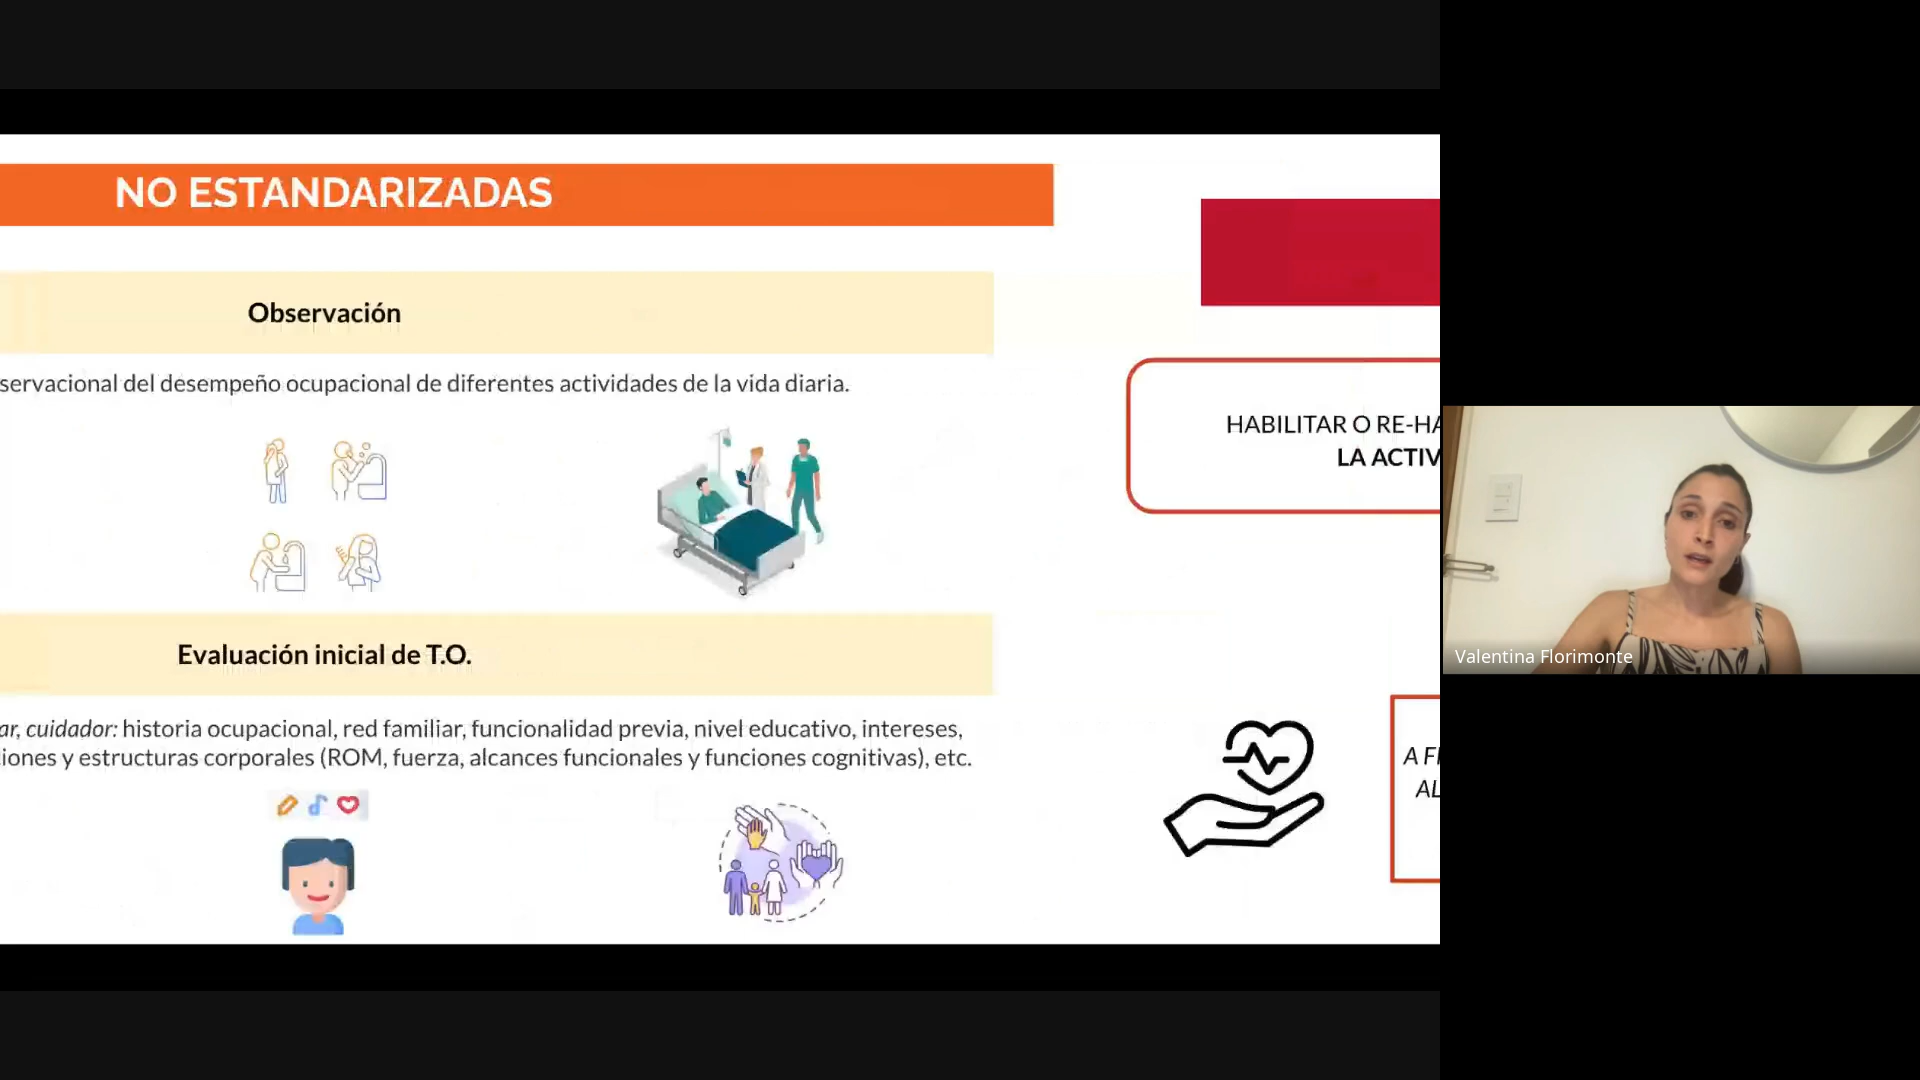 NO ESTANDARIZADAS
Observación
servacional del desempeño ocupacional de diferentes actividades de la vida diaria.
Evaluación inicial de T.O.
ar, cuidador: historia ocupacional, red familiar, funcionalidad previa, nivel educativo, intereses,
iones y estructuras corporales (ROM, fuerza, alcances funcionales y funciones cognitivas), etc.
HABILITAR O RE-HA
LA ACTIV
A FI
AL
Valentina Florimonte